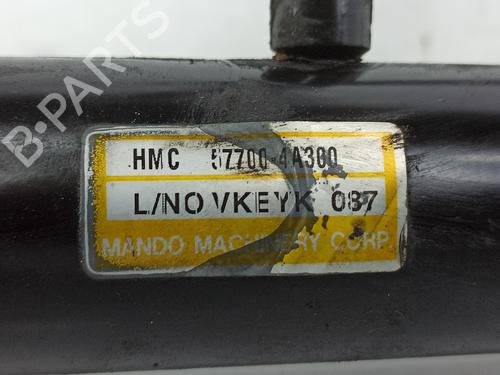 B-PARTS
HMC 57700-4A300
L/NO VKEYK 087
MANDO MACHINERY CORP.